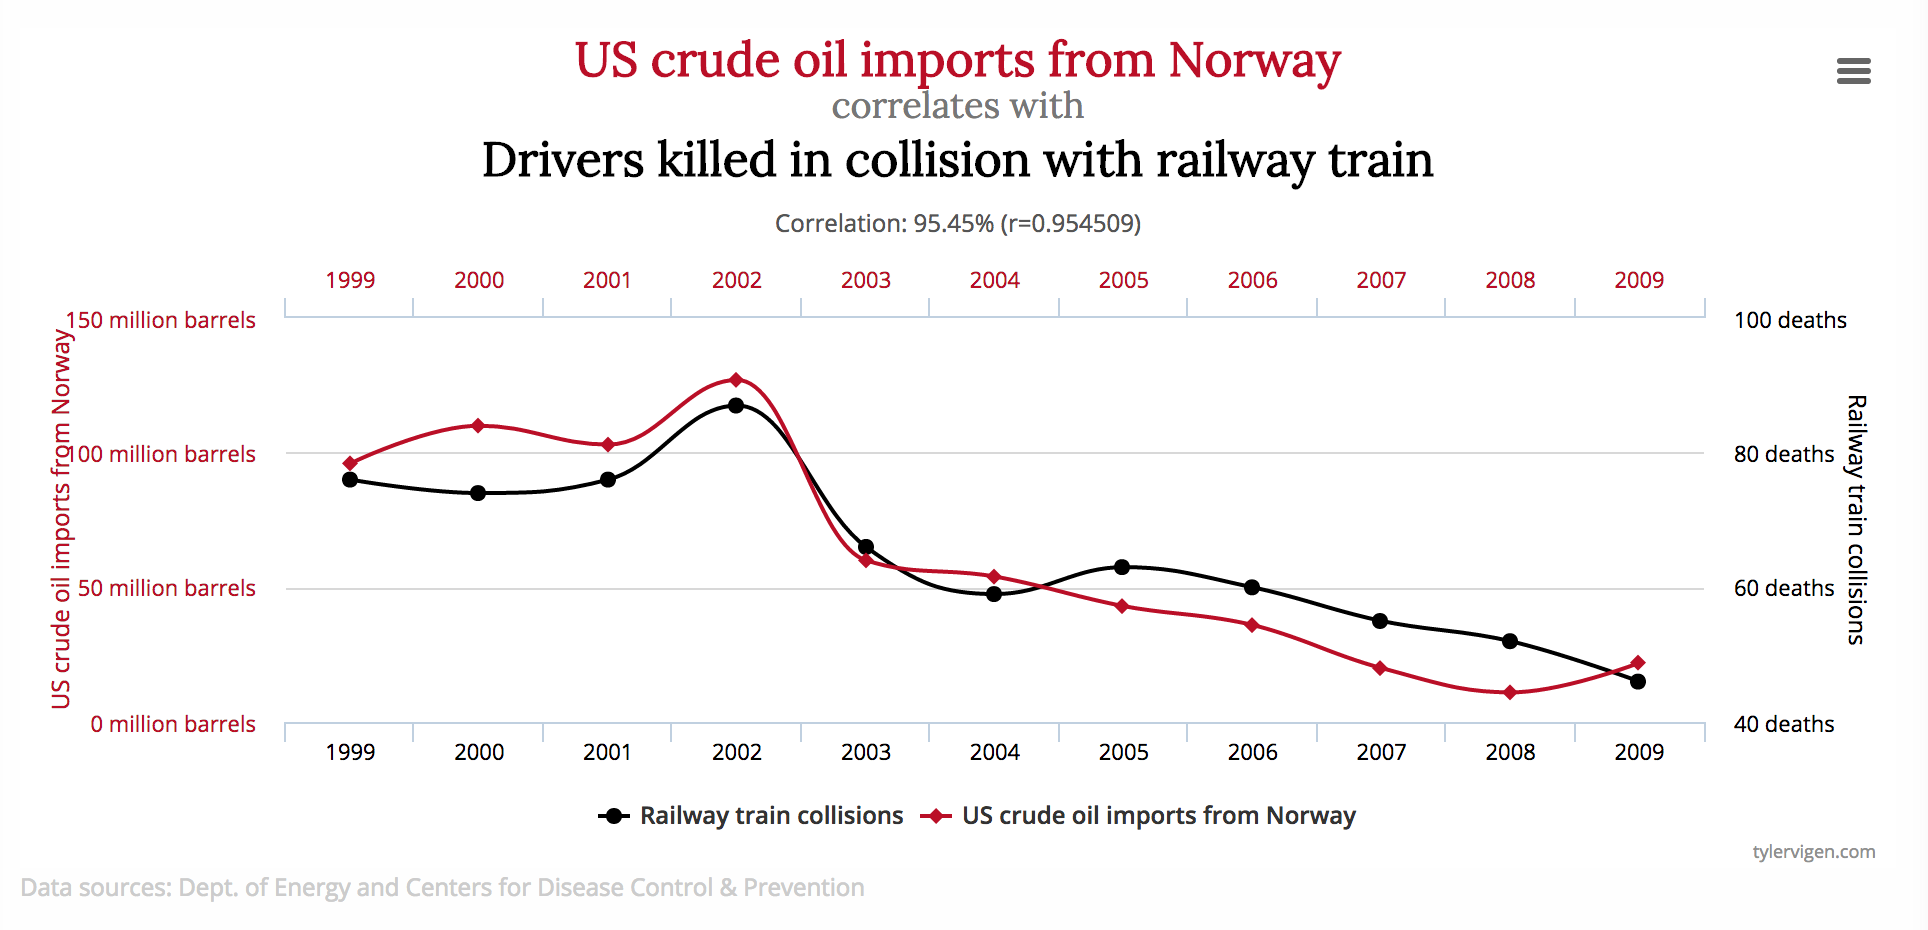 US crude oil imports from Norway
correlates with
Drivers killed in collision with railway train
Correlation: 95.45% (r=0.954509)
1999 2000 2001 2002 2003 2004 2005 2006 2007 2008 2009
150 million barrels
100 million barrels
50 million barrels
0 million barrels
US crude oil imports from Norway
100 deaths
80 deaths
60 deaths
40 deaths
Railway train collisions
1999 2000 2001 2002 2003 2004 2005 2006 2007 2008 2009
Railway train collisions US crude oil imports from Norway
tylervigen.com
Data sources: Dept. of Energy and Centers for Disease Control & Prevention